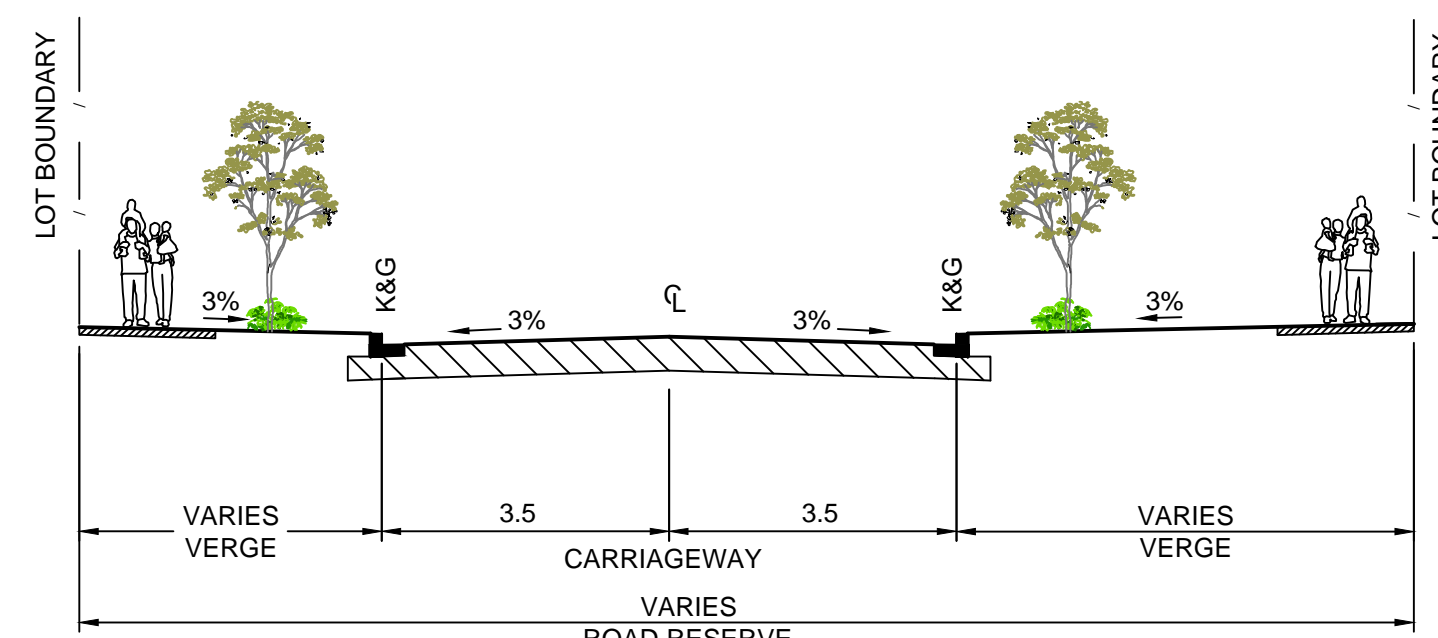 LOT BOUNDARY
LOT BOUNDARY
K&G
℄
K&G
3%
3%
3%
3%
VARIES
VERGE
3.5
3.5
CARRIAGEWAY
VARIES
VERGE
VARIES
ROAD RESERVE